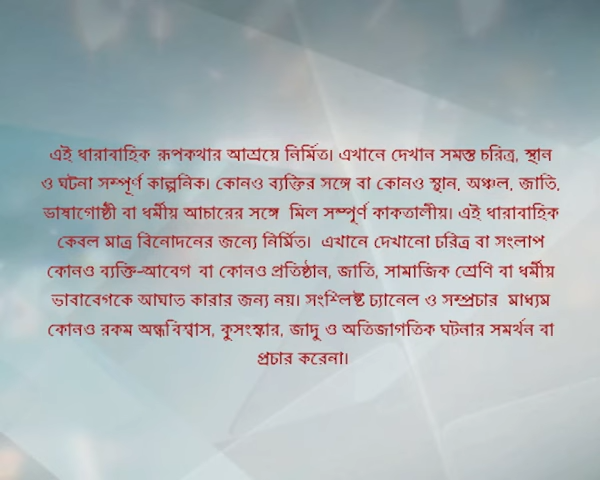 এই ধারাবাহিক রূপকথার আশ্রয়ে নির্মিত। এখানে দেখান সমস্ত চরিত্র, স্থান
ও ঘটনা সম্পূর্ণ কাল্পনিক। কোনও ব্যক্তির সঙ্গে বা কোনও স্থান, অঞ্চল, জাতি,
ভাষাগোষ্ঠী বা ধর্মীয় আচারের সঙ্গে মিল সম্পূর্ণ কাকতালীয়। এই ধারাবাহিক
কেবল মাত্র বিনোদনের জন্যে নির্মিত। এখানে দেখানো চরিত্র বা সংলাপ
কোনও ব্যক্তি-আবেগ বা কোনও প্রতিষ্ঠান, জাতি, সামাজিক শ্রেণি বা ধর্মীয়
ভাবাবেগকে আঘাত কারার জন্য নয়। সংশ্লিষ্ট চ্যানেল ও সম্প্রচার মাধ্যম
কোনও রকম অন্ধবিশ্বাস, কুসংস্কার, জাদু ও অতিজাগতিক ঘটনার সমর্থন বা
প্রচার করেনা।